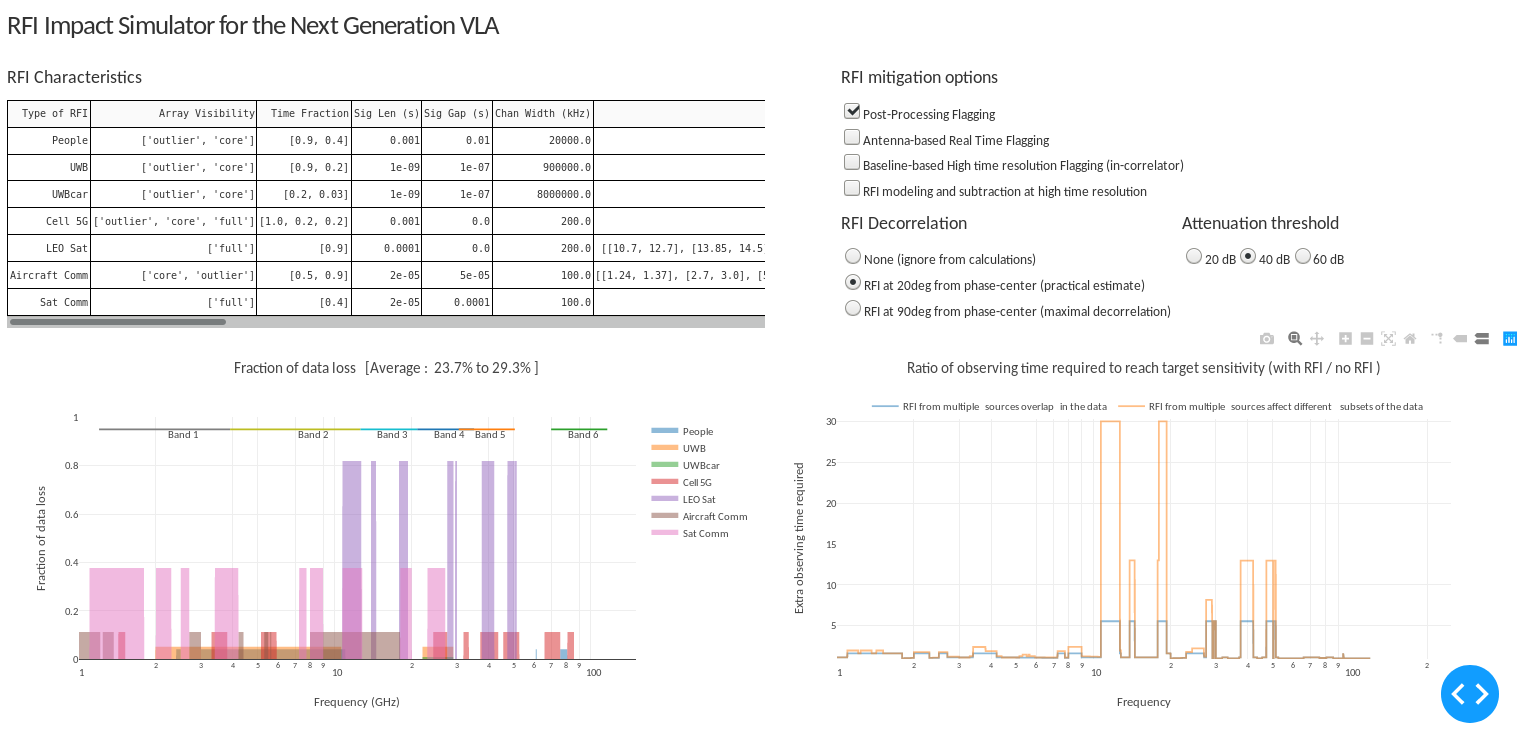 RFI Impact Simulator for the Next Generation VLA
RFI Characteristics
Type of RFI Array Visibility Time Fraction Sig Len (s) Sig Gap (s) Chan Width (kHz)
People ['outlier', 'core'] [0.9, 0.4] 0.001 0.01 20000.0
UWB ['outlier', 'core'] [0.9, 0.2] 1e-09 1e-07 900000.0
UWBcar ['outlier', 'core'] [0.2, 0.03] 1e-09 1e-07 8000000.0
Cell 5G ['outlier', 'core', 'full'] [1.0, 0.2, 0.2] 0.001 0.0 200.0
LEO Sat ['full'] [0.9] 0.0001 0.0 200.0 [[10.7, 12.7], [13.85, 14.5
Aircraft Comm ['core', 'outlier'] [0.5, 0.9] 2e-05 5e-05 100.0 [[1.24, 1.37], [2.7, 3.0], [5
Sat Comm ['full'] [0.4] 2e-05 0.0001 100.0
RFI mitigation options
Post-Processing Flagging
Antenna-based Real Time Flagging
Baseline-based High time resolution Flagging (in-correlator)
RFI modeling and subtraction at high time resolution
RFI Decorrelation
None (ignore from calculations)
RFI at 20deg from phase-center (practical estimate)
RFI at 90deg from phase-center (maximal decorrelation)
Attenuation threshold
20 dB 40 dB 60 dB
Fraction of data loss [Average : 23.7% to 29.3% ]
Fraction of data loss
1
0.8
0.6
0.4
0.2
0
Band 1 Band 2 Band 3 Band 4 Band 5 Band 6
People
UWB
UWBcar
Cell 5G
LEO Sat
Aircraft Comm
Sat Comm
1 2 3 4 5 6 7 8 9 10 2 3 4 5 6 7 8 9 100
Frequency (GHz)
Ratio of observing time required to reach target sensitivity (with RFI / no RFI )
RFI from multiple sources overlap in the data RFI from multiple sources affect different subsets of the data
Extra observing time required
30
25
20
15
10
5
1 2 3 4 5 6 7 8 9 10 2 3 4 5 6 7 8 9 100 2
Frequency